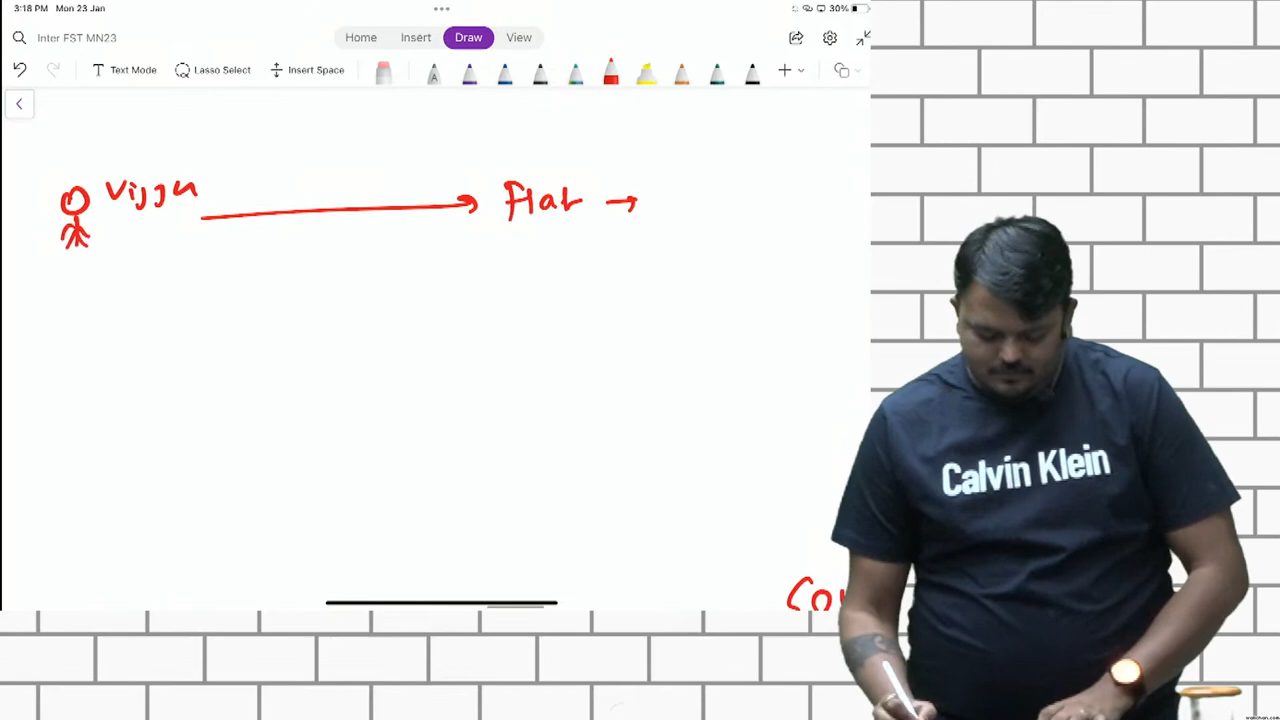 3:18 PM Mon 23 Jan
30%
Inter FST MN23
Home Insert Draw View
Text Mode Lasso Select Insert Space
A
Vijju → Flat →
Calvin Klein